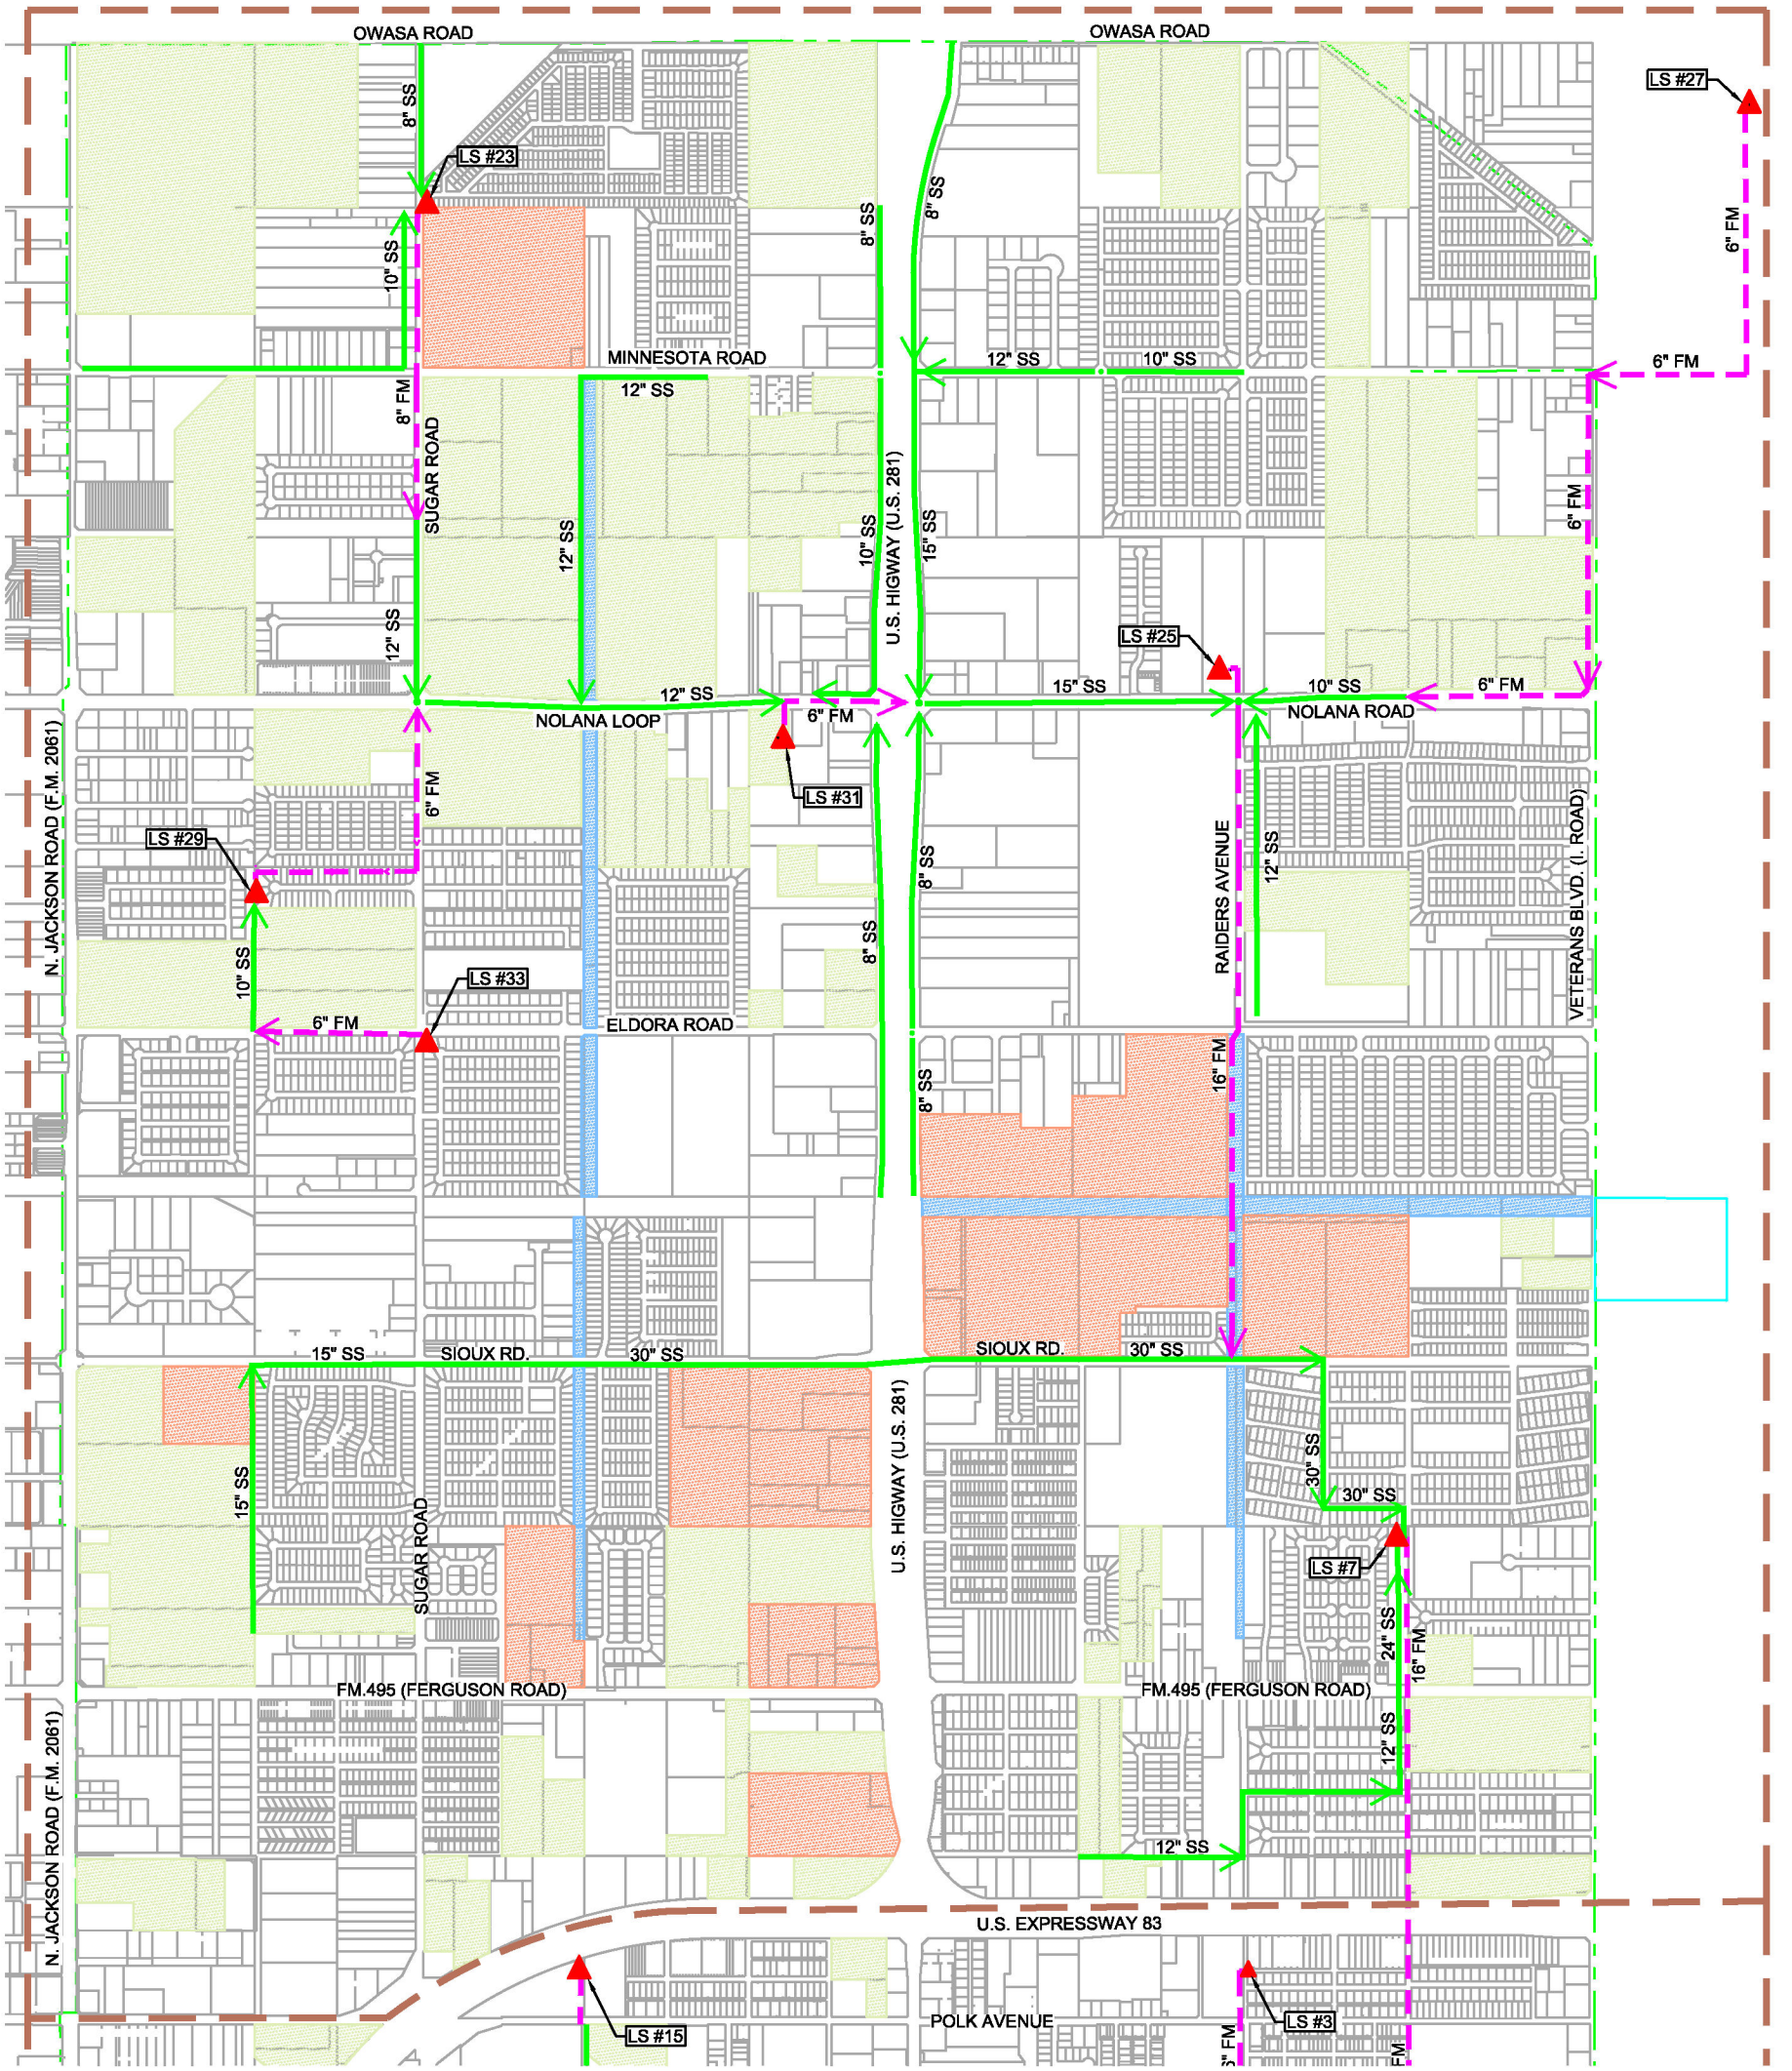 OWASA ROAD
OWASA ROAD
LS #27
8" SS
LS #23
8" SS
8" SS
6" FM
10" SS
MINNESOTA ROAD
12" SS
10" SS
6" FM
12" SS
8" FM
SUGAR ROAD
6" FM
12" SS
10" SS
U.S. HIGWAY (U.S. 281)
15" SS
12" SS
LS #25
12" SS
15" SS
10" SS
6" FM
NOLANA LOOP
6" FM
NOLANA ROAD
N. JACKSON ROAD (F.M. 2061)
6" FM
LS #31
LS #29
8" SS
RAIDERS AVENUE
12" SS
VETERANS BLVD. (I. ROAD)
10" SS
LS #33
8" SS
6" FM
ELDORA ROAD
8" SS
16" FM
15" SS
SIOUX RD.
30" SS
SIOUX RD.
30" SS
U.S. HIGWAY (U.S. 281)
15" SS
SUGAR ROAD
30" SS
30" SS
LS #7
24" SS
16" FM
FM.495 (FERGUSON ROAD)
FM.495 (FERGUSON ROAD)
N. JACKSON ROAD (F.M. 2061)
12" SS
12" SS
U.S. EXPRESSWAY 83
LS #15
POLK AVENUE
LS #3
" FM
FM